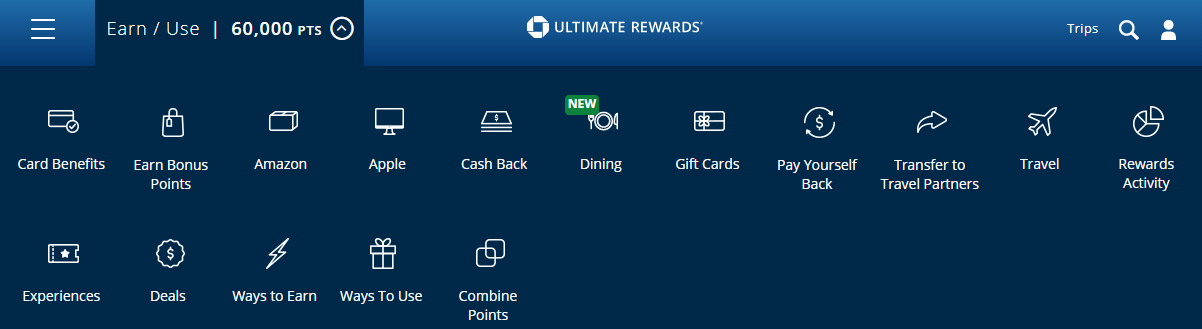 Earn / Use | 60,000 PTS
ULTIMATE REWARDS®
Trips
NEW
Card Benefits
Earn Bonus
Points
Amazon
Apple
Cash Back
Dining
Gift Cards
Pay Yourself
Back
Transfer to
Travel Partners
Travel
Rewards
Activity
Experiences
Deals
Ways to Earn
Ways To Use
Combine
Points